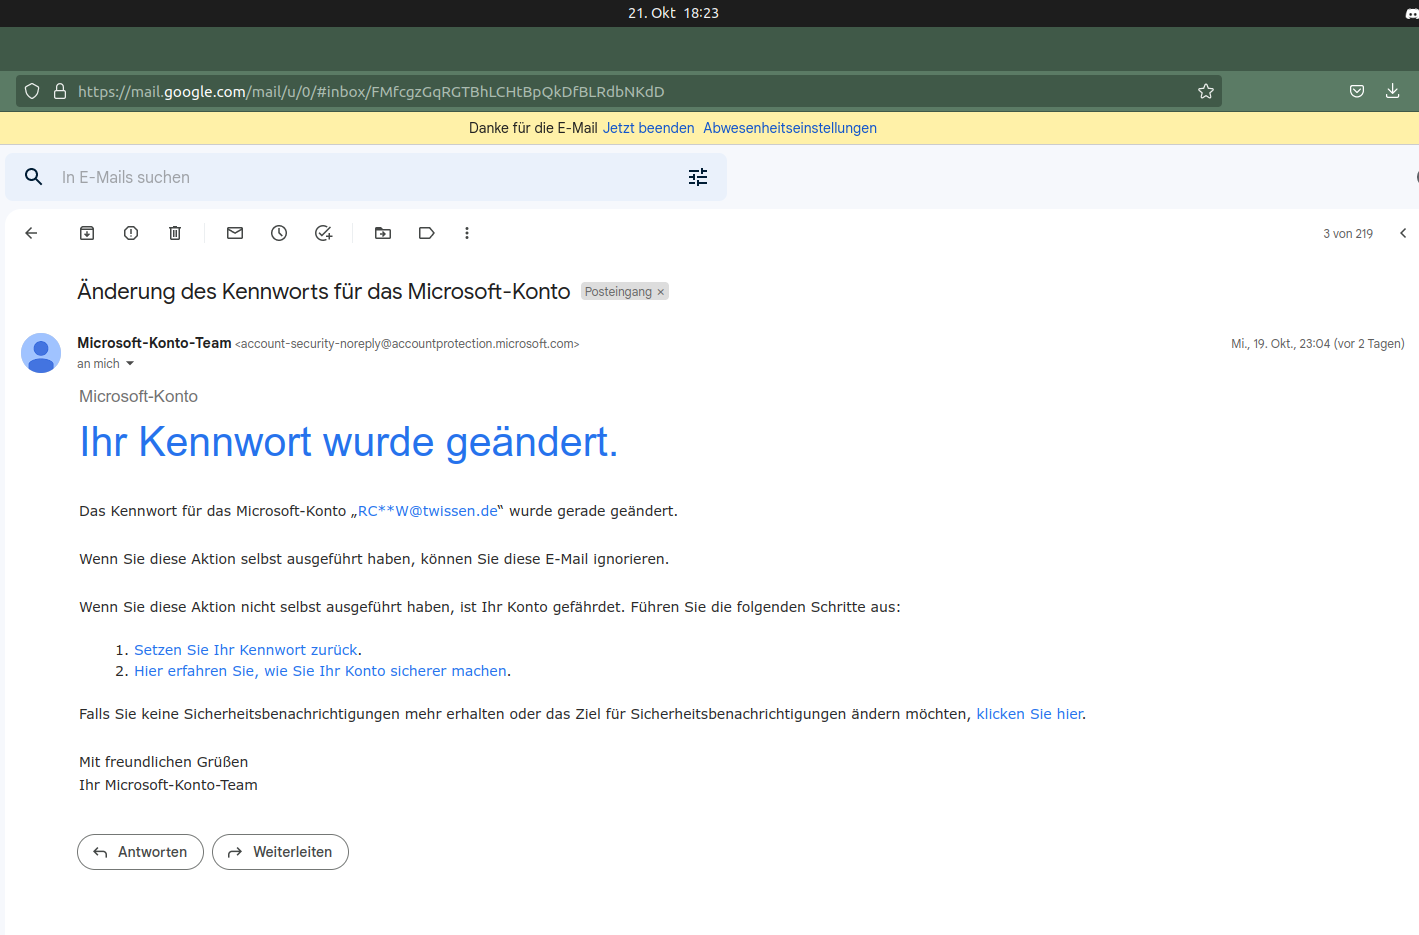 21. Okt 18:23
https://mail.google.com/mail/u/0/#inbox/FMfcgzGqRGTBhLCHtBpQkDfBLRdbNKdD
Danke für die E-Mail Jetzt beenden Abwesenheitseinstellungen
In E-Mails suchen
3 von 219
Änderung des Kennworts für das Microsoft-Konto Posteingang ×
Microsoft-Konto-Team <account-security-noreply@accountprotection.microsoft.com> Mi., 19. Okt., 23:04 (vor 2 Tagen)
an mich
Microsoft-Konto
Ihr Kennwort wurde geändert.
Das Kennwort für das Microsoft-Konto „RC**W@twissen.de“ wurde gerade geändert.
Wenn Sie diese Aktion selbst ausgeführt haben, können Sie diese E-Mail ignorieren.
Wenn Sie diese Aktion nicht selbst ausgeführt haben, ist Ihr Konto gefährdet. Führen Sie die folgenden Schritte aus:
1. Setzen Sie Ihr Kennwort zurück.
2. Hier erfahren Sie, wie Sie Ihr Konto sicherer machen.
Falls Sie keine Sicherheitsbenachrichtigungen mehr erhalten oder das Ziel für Sicherheitsbenachrichtigungen ändern möchten, klicken Sie hier.
Mit freundlichen Grüßen
Ihr Microsoft-Konto-Team
Antworten Weiterleiten